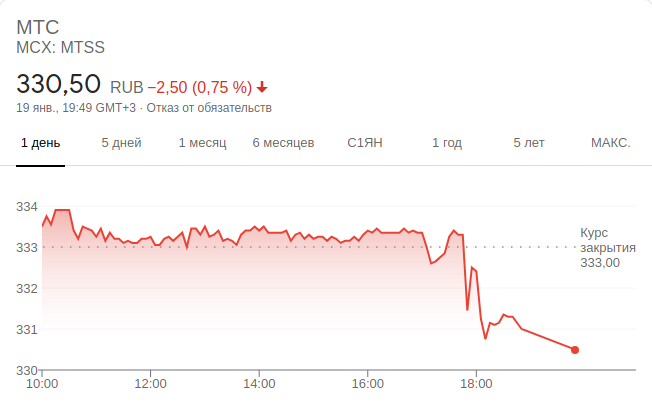 МТС
MCX: MTSS
330,50 RUB −2,50 (0,75 %)
19 янв., 19:49 GMT+3 · Отказ от обязательств
1 день 5 дней 1 месяц 6 месяцев С1ЯН 1 год 5 лет МАКС.
334
333
332
331
330
Курс
закрытия
333,00
10:00 12:00 14:00 16:00 18:00